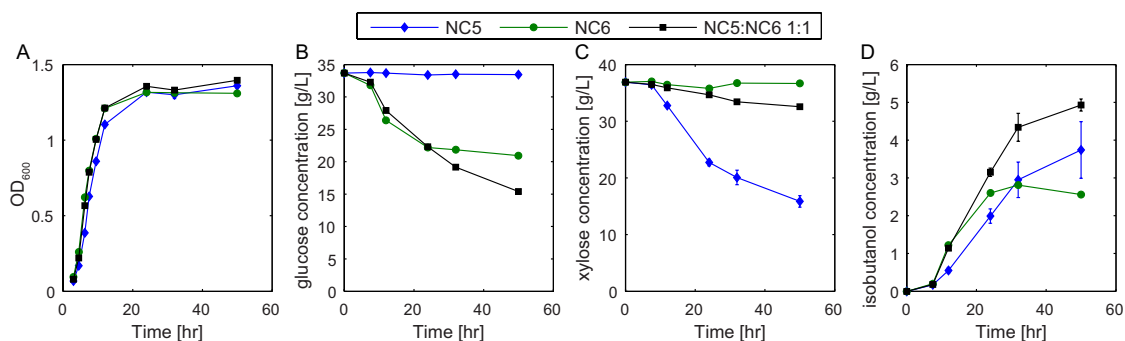 NC5 NC6 NC5:NC6 1:1
A
1.5
1
0.5
0
OD600
0 20 40 60
Time [hr]
B
35
30
25
20
15
10
5
0
glucose concentration [g/L]
0 20 40 60
Time [hr]
C
40
30
20
10
0
xylose concentration [g/L]
0 20 40 60
Time [hr]
D
6
5
4
3
2
1
0
isobutanol concentration [g/L]
0 20 40 60
Time [hr]